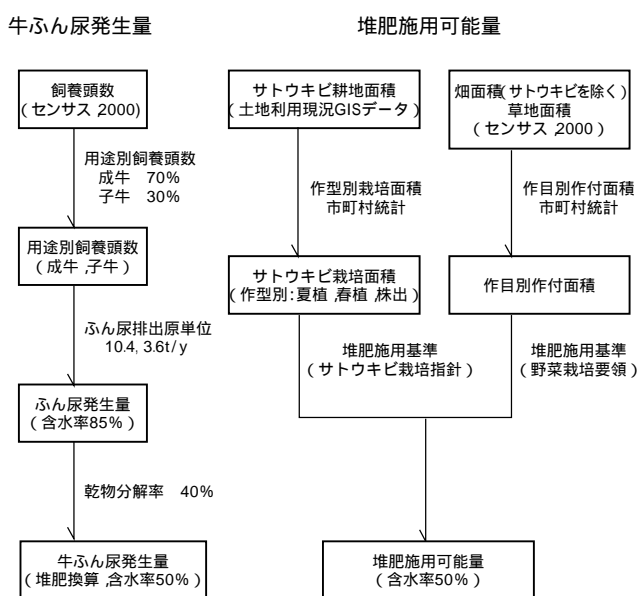 牛ふん尿発生量
飼養頭数
(センサス,2000)
用途別飼養頭数
成牛 70%
子牛 30%
用途別飼養頭数
(成牛,子牛)
ふん尿排出原単位
10.4, 3.6t/y
ふん尿発生量
(含水率85%)
乾物分解率 40%
牛ふん尿発生量
(堆肥換算,含水率50%)
堆肥施用可能量
サトウキビ耕地面積
(土地利用現況GISデータ)
作型別栽培面積
市町村統計
サトウキビ栽培面積
(作型別:夏植,春植,株出)
堆肥施用基準
(サトウキビ栽培指針)
畑面積(サトウキビを除く)
草地面積
(センサス,2000)
作目別作付面積
市町村統計
作目別作付面積
堆肥施用基準
(野菜栽培要領)
堆肥施用可能量
(含水率50%)